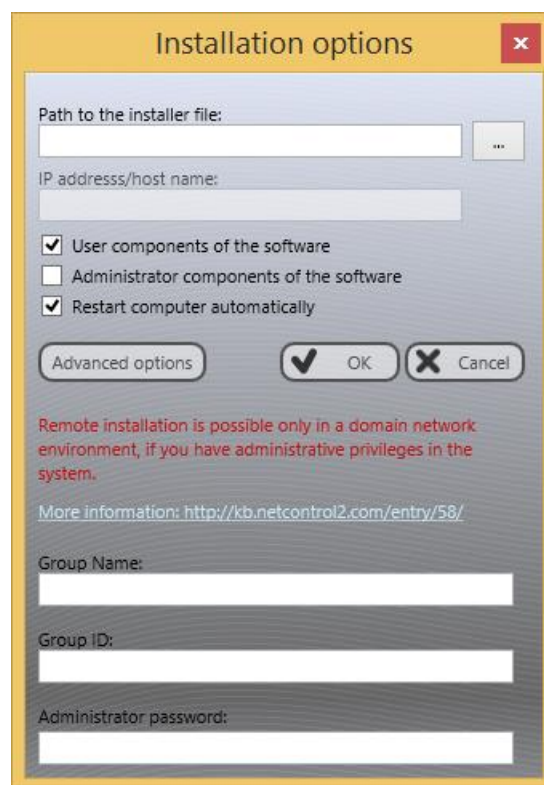 Installation options
Path to the installer file:
...
IP addresss/host name:
User components of the software
Administrator components of the software
Restart computer automatically
Advanced options
OK
Cancel
Remote installation is possible only in a domain network
environment, if you have administrative privileges in the
system.
More information: http://kb.netcontrol2.com/entry/58/
Group Name:
Group ID:
Administrator password: